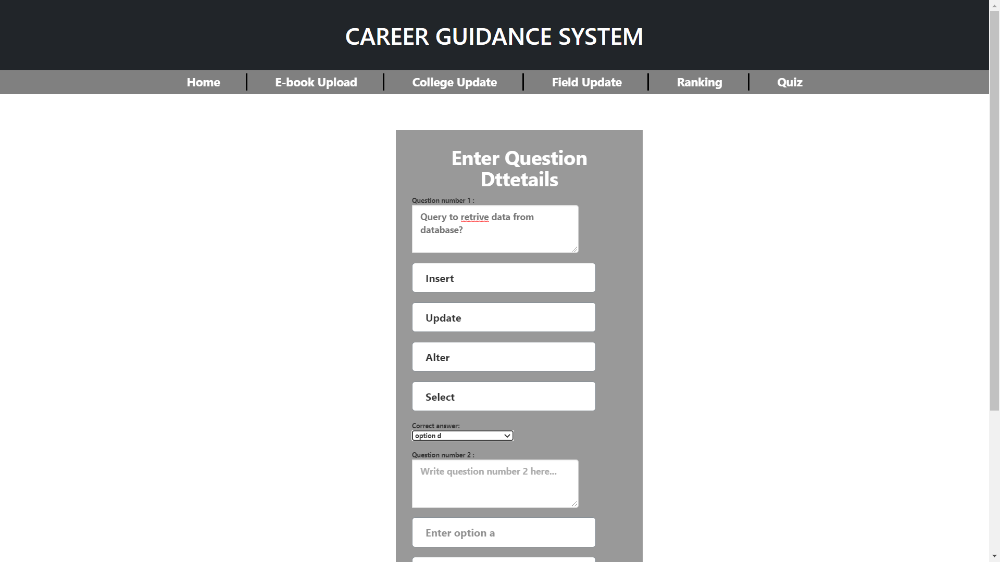 CAREER GUIDANCE SYSTEM
Home E-book Upload College Update Field Update Ranking Quiz
Enter Question
Dttetails
Question number 1 :
Query to retrive data from
database?
Insert
Update
Alter
Select
Correct answer:
option d
Question number 2 :
Write question number 2 here...
Enter option a